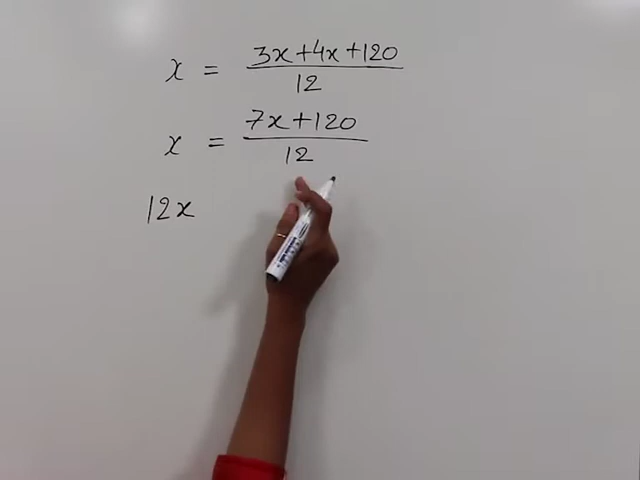 x = (3x+4x+120)/12
x = (7x+120)/12
12x